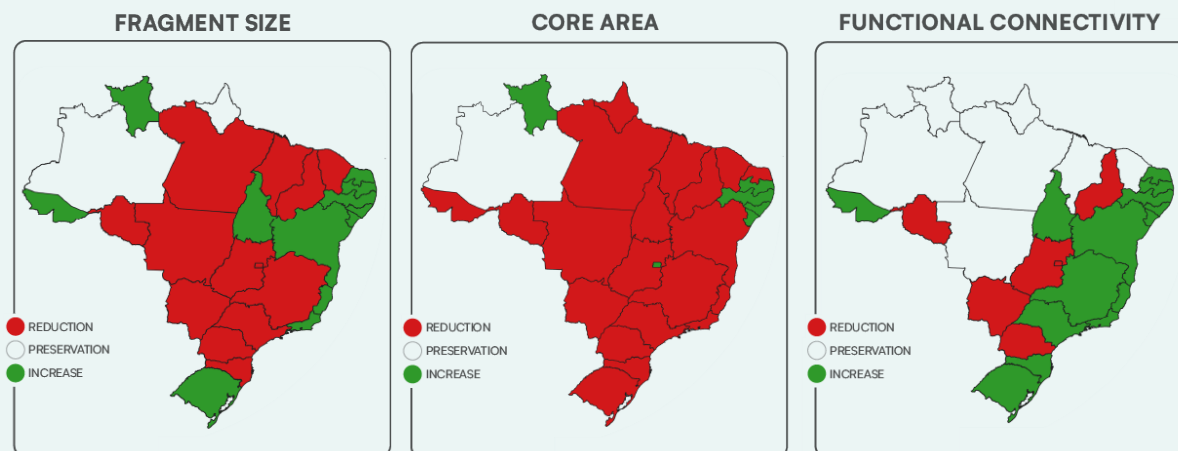 FRAGMENT SIZE
REDUCTION
PRESERVATION
INCREASE
CORE AREA
REDUCTION
PRESERVATION
INCREASE
FUNCTIONAL CONNECTIVITY
REDUCTION
PRESERVATION
INCREASE